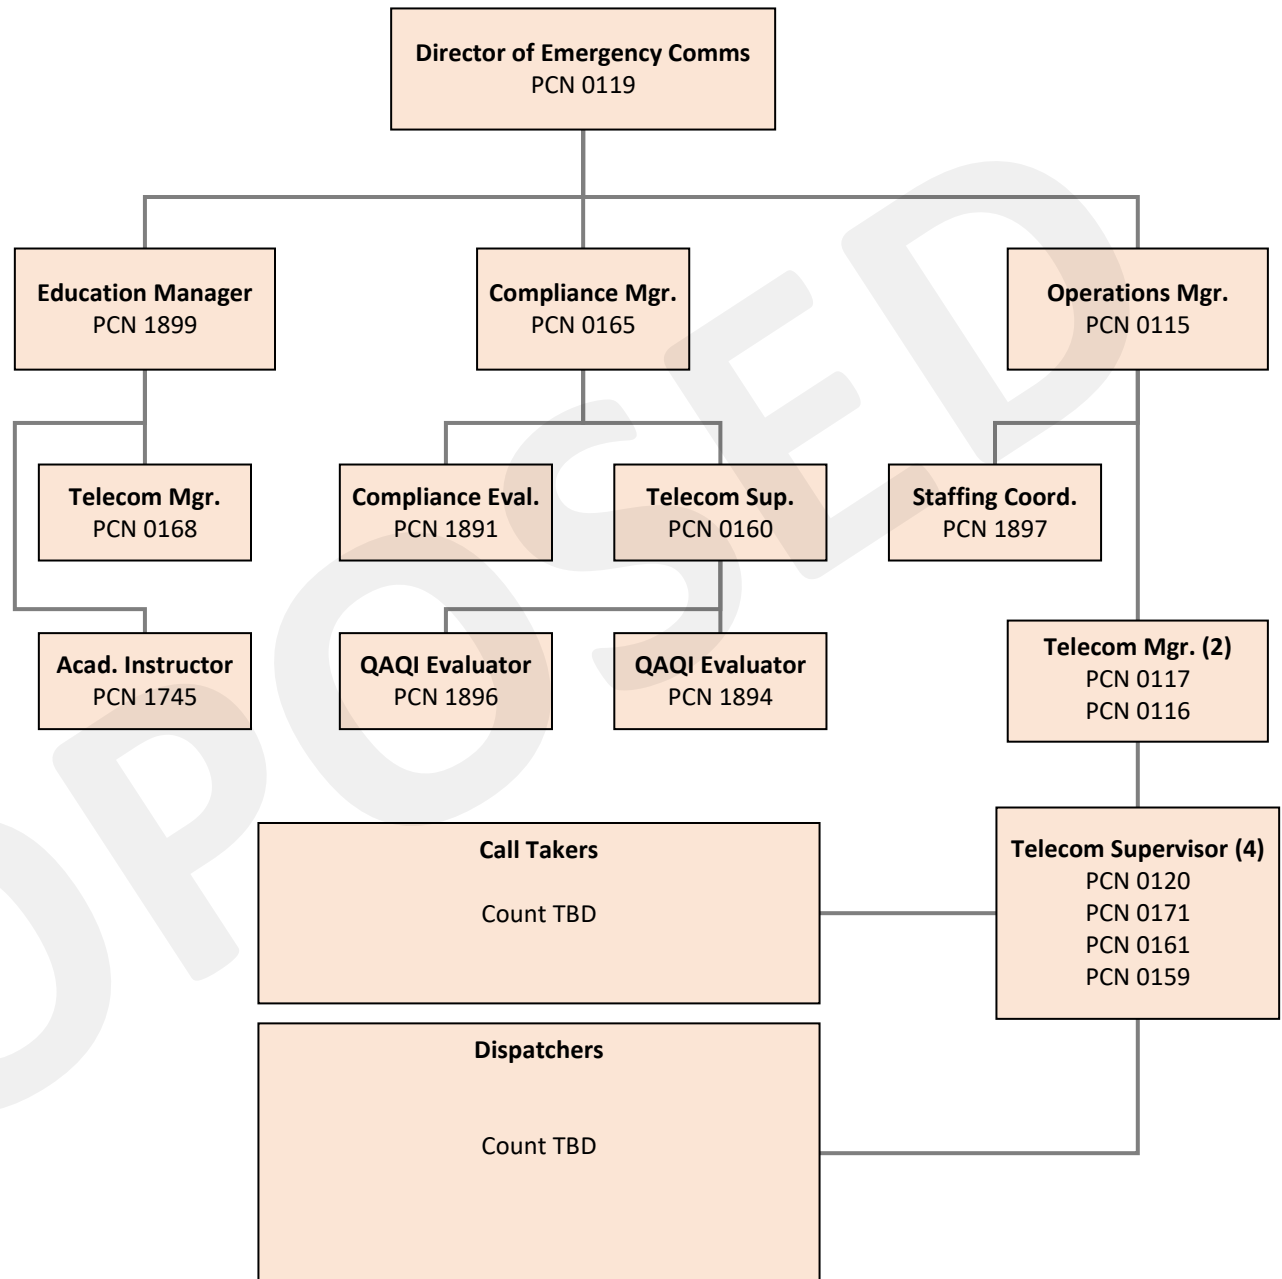 Director of Emergency Comms
PCN 0119
Education Manager
PCN 1899
Compliance Mgr.
PCN 0165
Operations Mgr.
PCN 0115
Telecom Mgr.
PCN 0168
Compliance Eval.
PCN 1891
Telecom Sup.
PCN 0160
Staffing Coord.
PCN 1897
Acad. Instructor
PCN 1745
QAQI Evaluator
PCN 1896
QAQI Evaluator
PCN 1894
Telecom Mgr. (2)
PCN 0117
PCN 0116
Call Takers
Count TBD
Telecom Supervisor (4)
PCN 0120
PCN 0171
PCN 0161
PCN 0159
Dispatchers
Count TBD
OPOSED